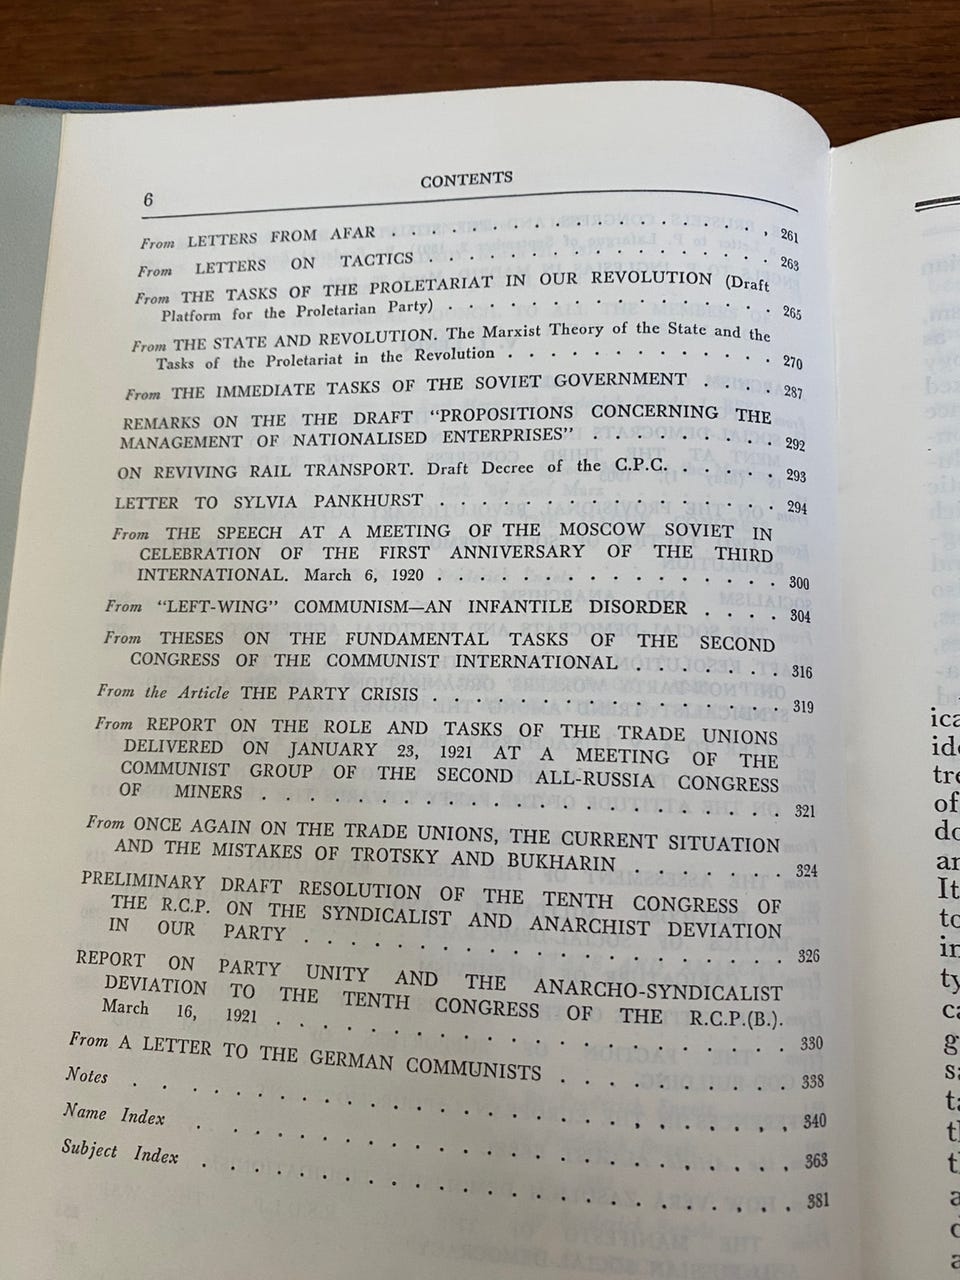 6
CONTENTS
From LETTERS FROM AFAR . . . . . . . . . . . . . . . , 261
From LETTERS ON TACTICS . . . . . . . . . . . . . . 263
From THE TASKS OF THE PROLETARIAT IN OUR REVOLUTION (Draft
Platform for the Proletarian Party) . . . . . . . . . . . . . 265
From THE STATE AND REVOLUTION. The Marxist Theory of the State and the
Tasks of the Proletariat in the Revolution . . . . . . . . . . . 270
From THE IMMEDIATE TASKS OF THE SOVIET GOVERNMENT . . . . 287
REMARKS ON THE THE DRAFT “PROPOSITIONS CONCERNING THE
MANAGEMENT OF NATIONALISED ENTERPRISES” . . . . . . . . . 292
ON REVIVING RAIL TRANSPORT. Draft Decree of the C.P.C. . . . . . 293
LETTER TO SYLVIA PANKHURST . . . . . . . . . . . . . . 294
From THE SPEECH AT A MEETING OF THE MOSCOW SOVIET IN
CELEBRATION OF THE FIRST ANNIVERSARY OF THE THIRD
INTERNATIONAL. March 6, 1920 . . . . . . . . . . . . . . 300
From “LEFT-WING” COMMUNISM—AN INFANTILE DISORDER . . . . 304
From THESES ON THE FUNDAMENTAL TASKS OF THE SECOND
CONGRESS OF THE COMMUNIST INTERNATIONAL . . . . . . . 316
From the Article THE PARTY CRISIS . . . . . . . . . . . . . . 319
From REPORT ON THE ROLE AND TASKS OF THE TRADE UNIONS
DELIVERED ON JANUARY 23, 1921 AT A MEETING OF THE
COMMUNIST GROUP OF THE SECOND ALL-RUSSIA CONGRESS
OF MINERS . . . . . . . . . . . . . . . . . . . . 321
From ONCE AGAIN ON THE TRADE UNIONS, THE CURRENT SITUATION
AND THE MISTAKES OF TROTSKY AND BUKHARIN . . . . . . . 324
PRELIMINARY DRAFT RESOLUTION OF THE TENTH CONGRESS OF
THE R.C.P. ON THE SYNDICALIST AND ANARCHIST DEVIATION
IN OUR PARTY . . . . . . . . . . . . . . . . . . 326
REPORT ON PARTY UNITY AND THE ANARCHO-SYNDICALIST
DEVIATION TO THE TENTH CONGRESS OF THE R.C.P.(B.).
March 16, 1921 . . . . . . . . . . . . . . . . . . . 330
From A LETTER TO THE GERMAN COMMUNISTS . . . . . . . . . 338
Notes . . . . . . . . . . . . . . . . . . . . . . . . 340
Name Index . . . . . . . . . . . . . . . . . . . . . . 363
Subject Index . . . . . . . . . . . . . . . . . . . . . . 381